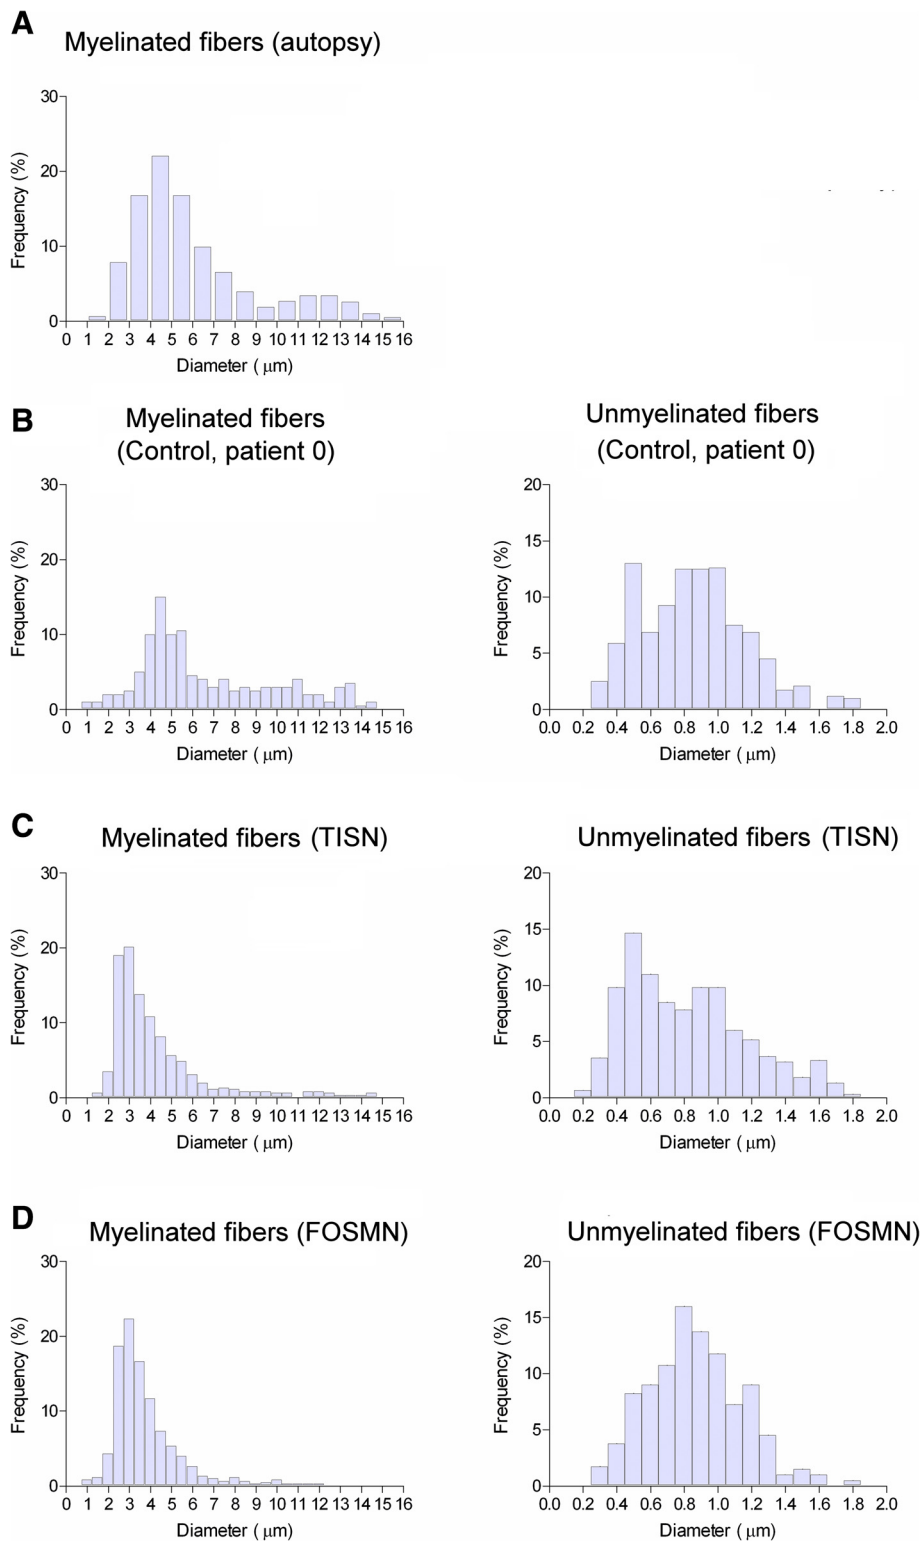 A
Myelinated fibers (autopsy)
30
20
10
0
Frequency (%)
0 1 2 3 4 5 6 7 8 9 10 11 12 13 14 15 16
Diameter ( μm)
B
Myelinated fibers
(Control, patient 0)
30
20
10
0
Frequency (%)
0 1 2 3 4 5 6 7 8 9 10 11 12 13 14 15 16
Diameter ( μm)
Unmyelinated fibers
(Control, patient 0)
20
15
10
5
0
Frequency (%)
0.0 0.2 0.4 0.6 0.8 1.0 1.2 1.4 1.6 1.8 2.0
Diameter ( μm)
C
Myelinated fibers (TISN)
30
20
10
0
Frequency (%)
0 1 2 3 4 5 6 7 8 9 10 11 12 13 14 15 16
Diameter ( μm)
Unmyelinated fibers (TISN)
20
15
10
5
0
Frequency (%)
0.0 0.2 0.4 0.6 0.8 1.0 1.2 1.4 1.6 1.8 2.0
Diameter ( μm)
D
Myelinated fibers (FOSMN)
30
20
10
0
Frequency (%)
0 1 2 3 4 5 6 7 8 9 10 11 12 13 14 15 16
Diameter ( μm)
Unmyelinated fibers (FOSMN)
20
15
10
5
0
Frequency (%)
0.0 0.2 0.4 0.6 0.8 1.0 1.2 1.4 1.6 1.8 2.0
Diameter ( μm)